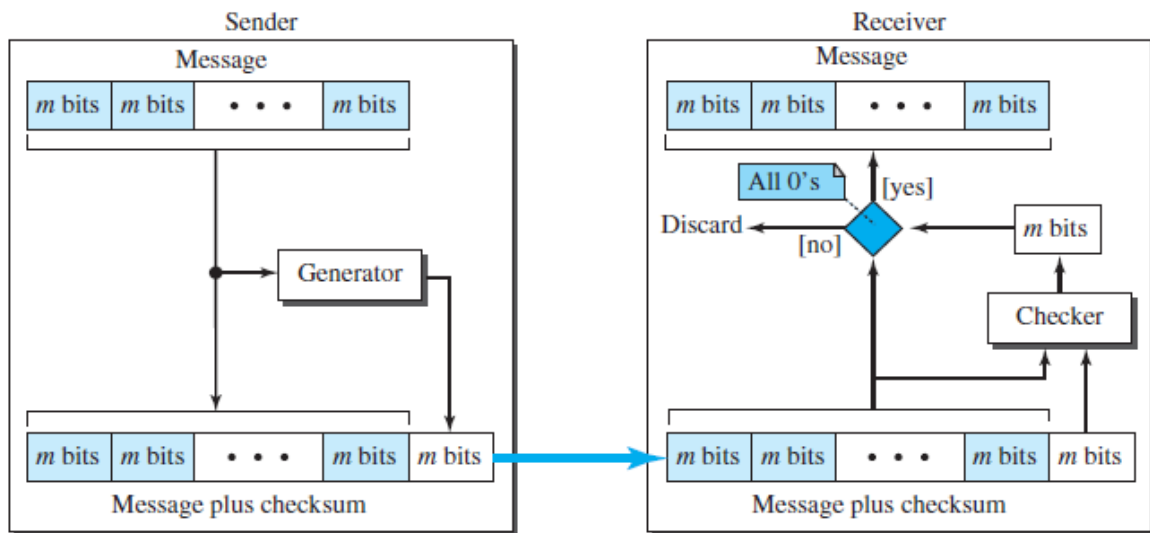 Sender
Message
m bits m bits • • • m bits
Generator
m bits m bits • • • m bits m bits
Message plus checksum
Receiver
Message
m bits m bits • • • m bits
All 0's
[yes]
Discard
[no]
m bits
Checker
m bits m bits • • • m bits m bits
Message plus checksum